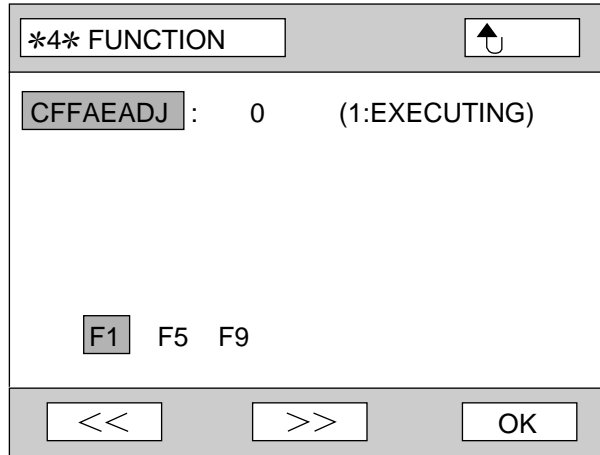 *4* FUNCTION
CFFAEADJ : 0 (1:EXECUTING)
F1 F5 F9
<< >> OK